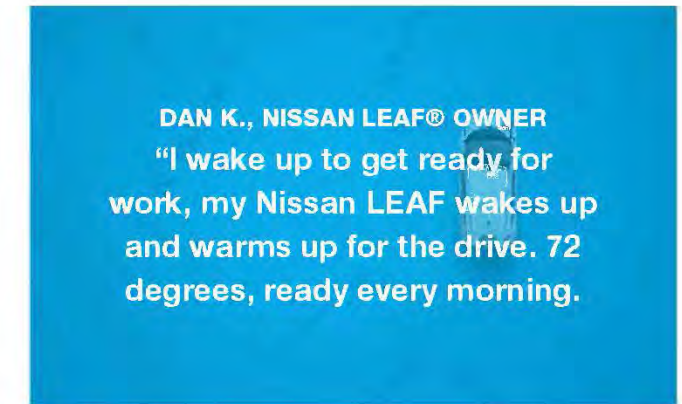 DAN K., NISSAN LEAF® OWNER
“I wake up to get ready for
work, my Nissan LEAF wakes up
and warms up for the drive. 72
degrees, ready every morning.